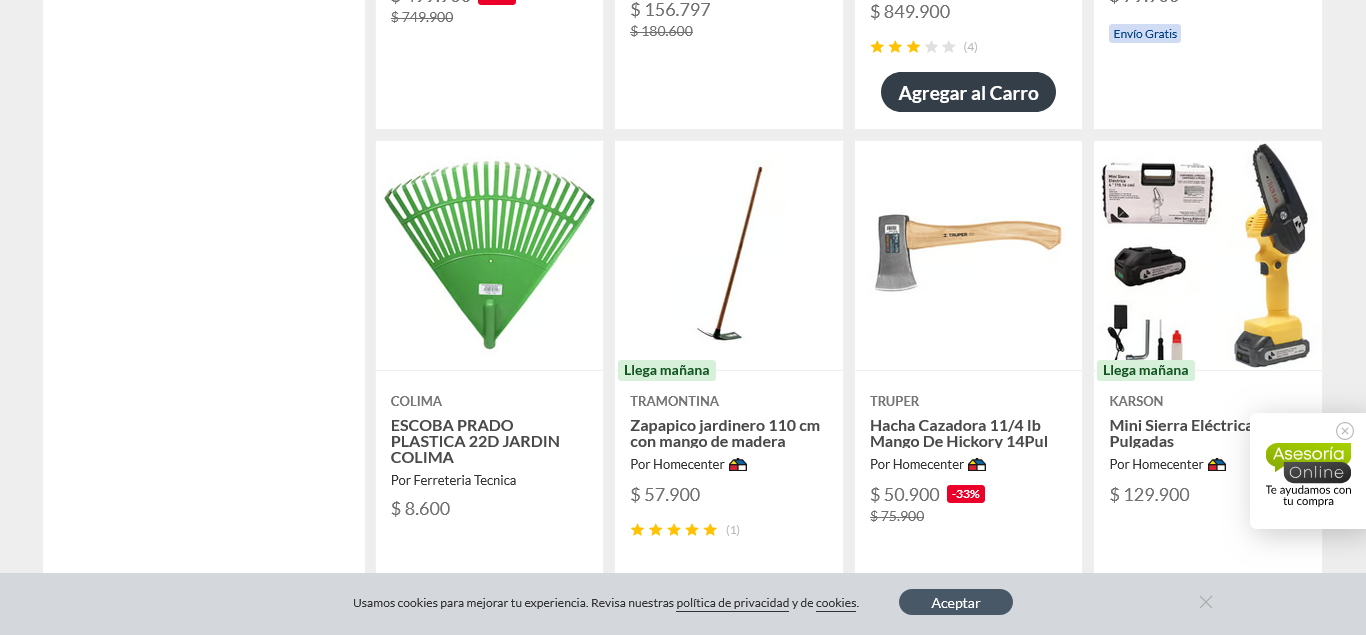 $ 749.900
$ 156.797
$ 180.600
$ 849.900
(4)
Agregar al Carro
Envío Gratis
TRUPER
Mini Sierra
Eléctrica
Llega mañana
Llega mañana
COLIMA
ESCOBA PRADO
PLASTICA 22D JARDIN
COLIMA
Por Ferreteria Tecnica
$ 8.600
TRAMONTINA
Zapapico jardinero 110 cm
con mango de madera
Por Homecenter
$ 57.900
(1)
TRUPER
Hacha Cazadora 11/4 lb
Mango De Hickory 14Pul
Por Homecenter
$ 50.900 -33%
$ 75.900
KARSON
Mini Sierra Eléctrica
Pulgadas
Por Homecenter
$ 129.900
Asesoría
Online
Te ayudamos con
tu compra
Usamos cookies para mejorar tu experiencia. Revisa nuestras política de privacidad y de cookies.
Aceptar